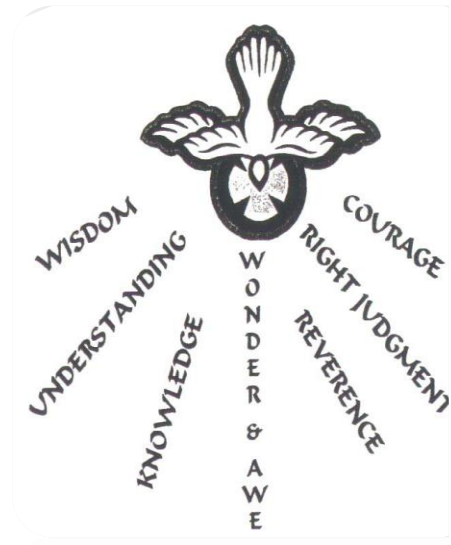 WISDOM
UNDERSTANDING
KNOWLEDGE
WONDER & AWE
REVERENCE
RIGHT JUDGMENT
COURAGE